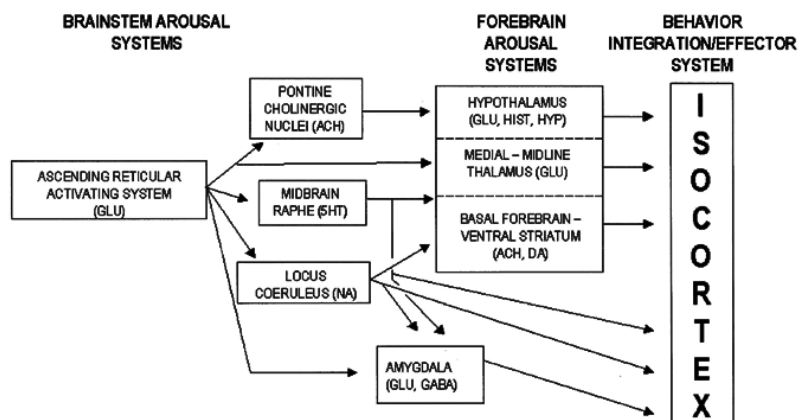 BRAINSTEM AROUSAL
SYSTEMS
FOREBRAIN
AROUSAL
SYSTEMS
BEHAVIOR
INTEGRATION/EFFECTOR
SYSTEM
PONTINE
CHOLINERGIC
NUCLEI (ACH)
HYPOTHALAMUS
(GLU, HIST, HYP)
MEDIAL – MIDLINE
THALAMUS (GLU)
ASCENDING RETICULAR
ACTIVATING SYSTEM
(GLU)
MIDBRAIN
RAPHE (5HT)
BASAL FOREBRAIN –
VENTRAL STRIATUM
(ACH, DA)
LOCUS
COERULEUS (NA)
AMYGDALA
(GLU, GABA)
I
S
O
C
O
R
T
E
X